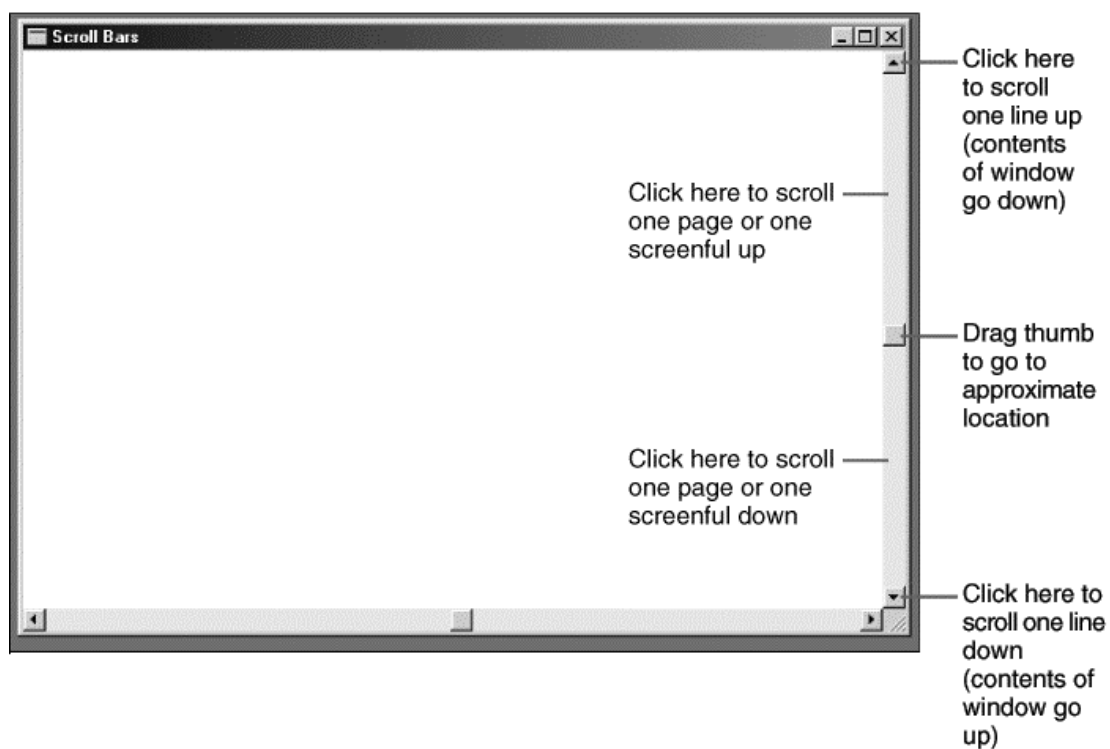 Scroll Bars
Click here
to scroll
one line up
(contents
of window
go down)
Click here to scroll
one page or one
screenful up
Drag thumb
to go to
approximate
location
Click here to scroll
one page or one
screenful down
Click here to
scroll one line
down
(contents of
window go
up)